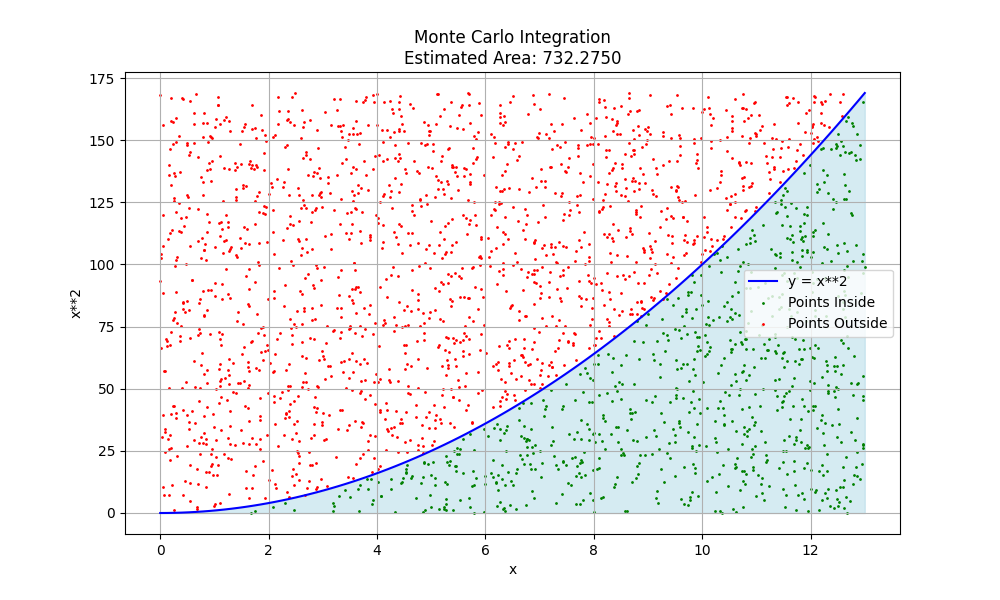 Monte Carlo Integration
Estimated Area: 732.2750
175
150
125
100
75
50
25
0
x**2
y = x**2
Points Inside
Points Outside
0 2 4 6 8 10 12
x